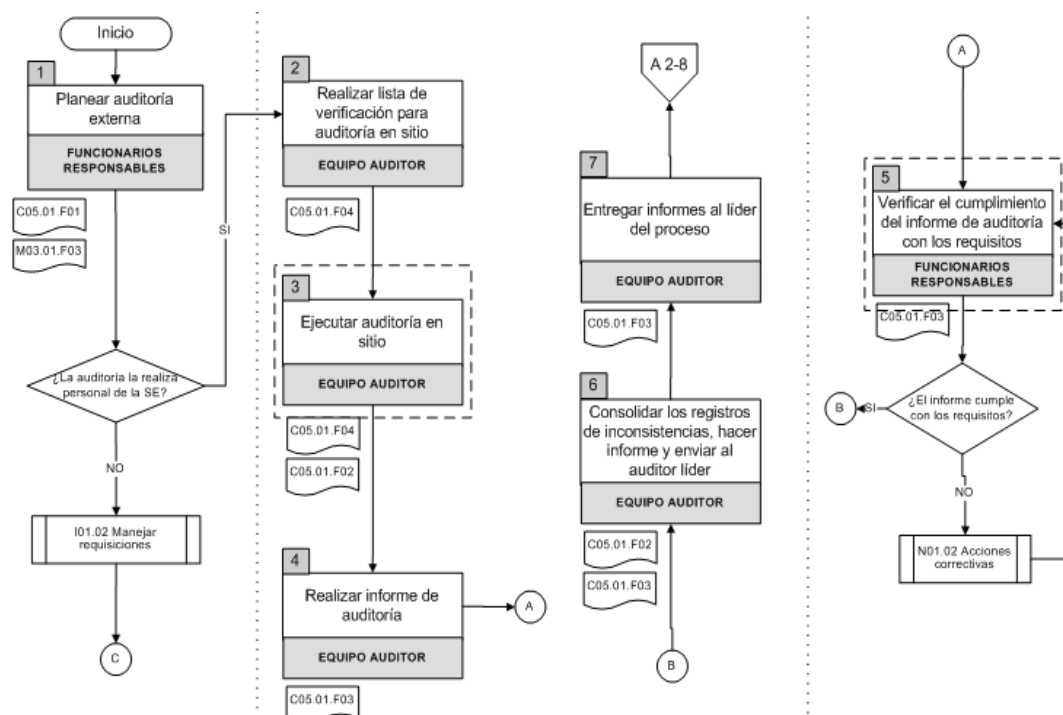 Inicio
1
Planear auditoría
externa
FUNCIONARIOS
RESPONSABLES
C05.01.F01
M03.01.F03
¿La auditoría la realiza
personal de la SE?
SI
NO
I01.02 Manejar
requisiciones
C
2
Realizar lista de
verificación para
auditoría en sitio
EQUIPO AUDITOR
C05.01.F04
3
Ejecutar auditoría en
sitio
EQUIPO AUDITOR
C05.01.F04
C05.01.F02
4
Realizar informe de
auditoría
EQUIPO AUDITOR
C05.01.F03
A
A 2-8
7
Entregar informes al líder
del proceso
EQUIPO AUDITOR
C05.01.F03
6
Consolidar los registros
de inconsistencias, hacer
informe y enviar al
auditor líder
EQUIPO AUDITOR
C05.01.F02
C05.01.F03
B
A
5
Verificar el cumplimiento
del informe de auditoría
con los requisitos
FUNCIONARIOS
RESPONSABLES
C05.01.F03
¿El informe cumple
con los requisitos?
SI
B
NO
N01.02 Acciones
correctivas